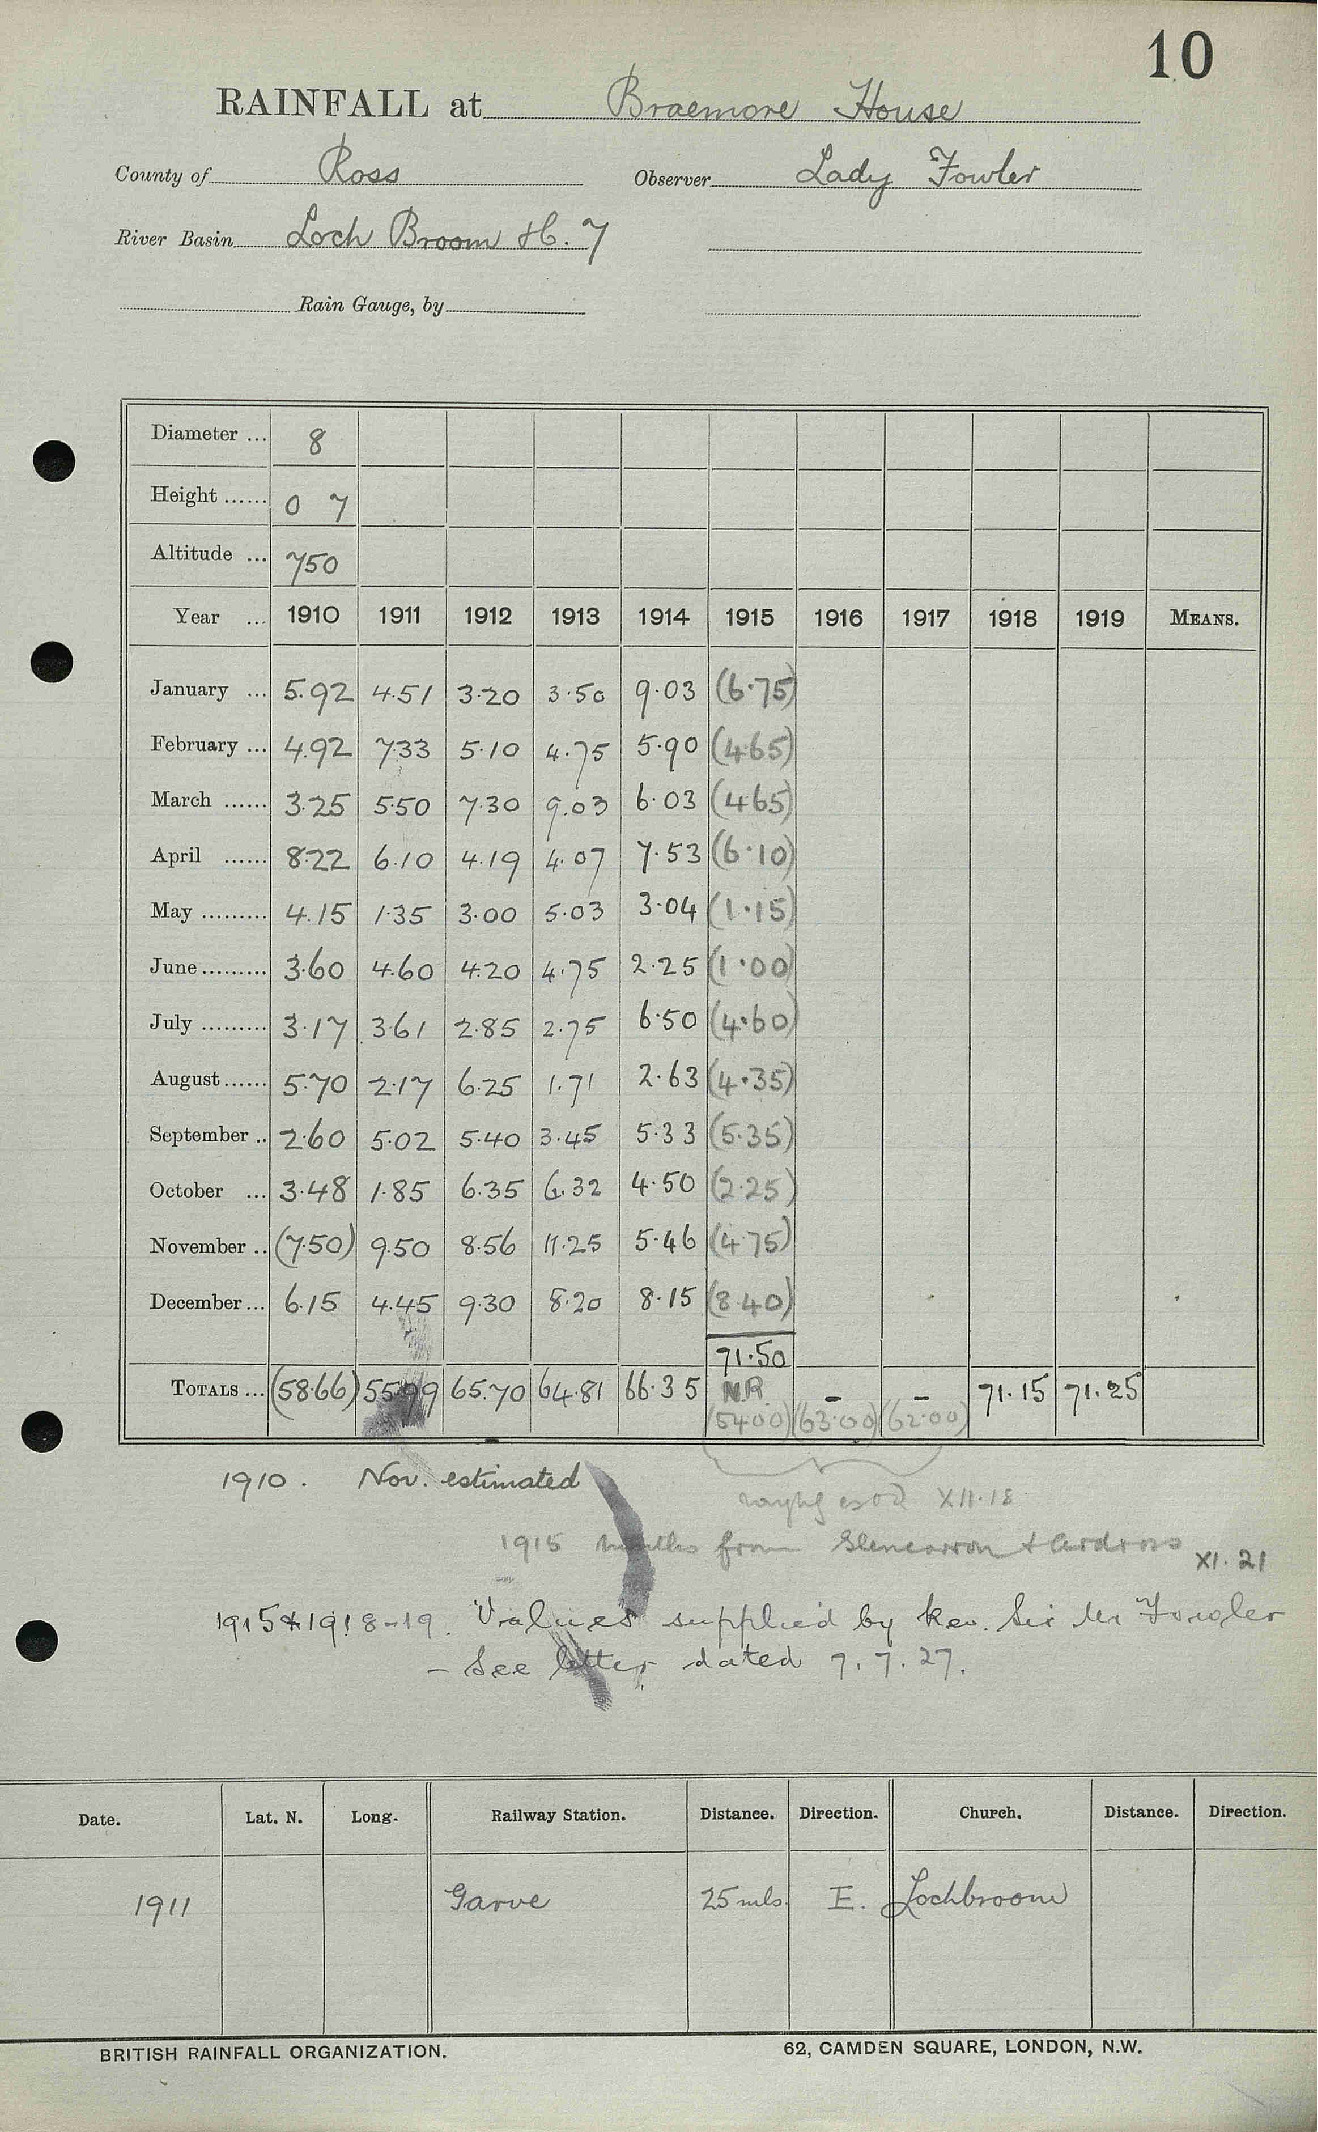 10
RAINFALL at Braemore House
County of Ross Observer Lady Fowler
River Basin Loch Broom H. 7
Rain Gauge, by
Diameter ... 8
Height ...... 0 7
Altitude ... 750
Year ... 1910 1911 1912 1913 1914 1915 1916 1917 1918 1919 MEANS.
January ... 5.92 4.51 3.20 3.50 9.03 (6.75)
February ... 4.92 7.33 5.10 4.75 5.90 (4.65)
March ...... 3.25 5.50 7.30 9.03 6.03 (4.65)
April ...... 8.22 6.10 4.19 4.07 7.53 (6.10)
May ......... 4.15 1.35 3.00 5.03 3.04 (1.15)
June ......... 3.60 4.60 4.20 4.75 2.25 (1.00)
July ......... 3.17 3.61 2.85 2.75 6.50 (4.60)
August ...... 5.70 2.17 6.25 1.71 2.63 (4.35)
September .. 2.60 5.02 5.40 3.45 5.33 (5.35)
October ... 3.48 1.85 6.35 6.32 4.50 (2.25)
November .. (7.50) 9.50 8.56 11.25 5.46 (4.75)
December ... 6.15 4.45 9.30 8.20 8.15 (8.40)
71.50
TOTALS ... (58.66) 55.99 65.70 64.81 66.35 N.R. - - 71.15 71.25
(54.00) (63.00) (62.00)
1910. Nov. estimated
XII.18
1915 months from Glencarron + Ardross XI.21
1915 & 1918-19. Values supplied by Rev. Sir M Fowler
- See letter dated 7.7.27.
Date. Lat. N. Long. Railway Station. Distance. Direction. Church. Distance. Direction.
1911 Garve 25 mls. E. Lochbroom
BRITISH RAINFALL ORGANIZATION. 62, CAMDEN SQUARE, LONDON, N.W.